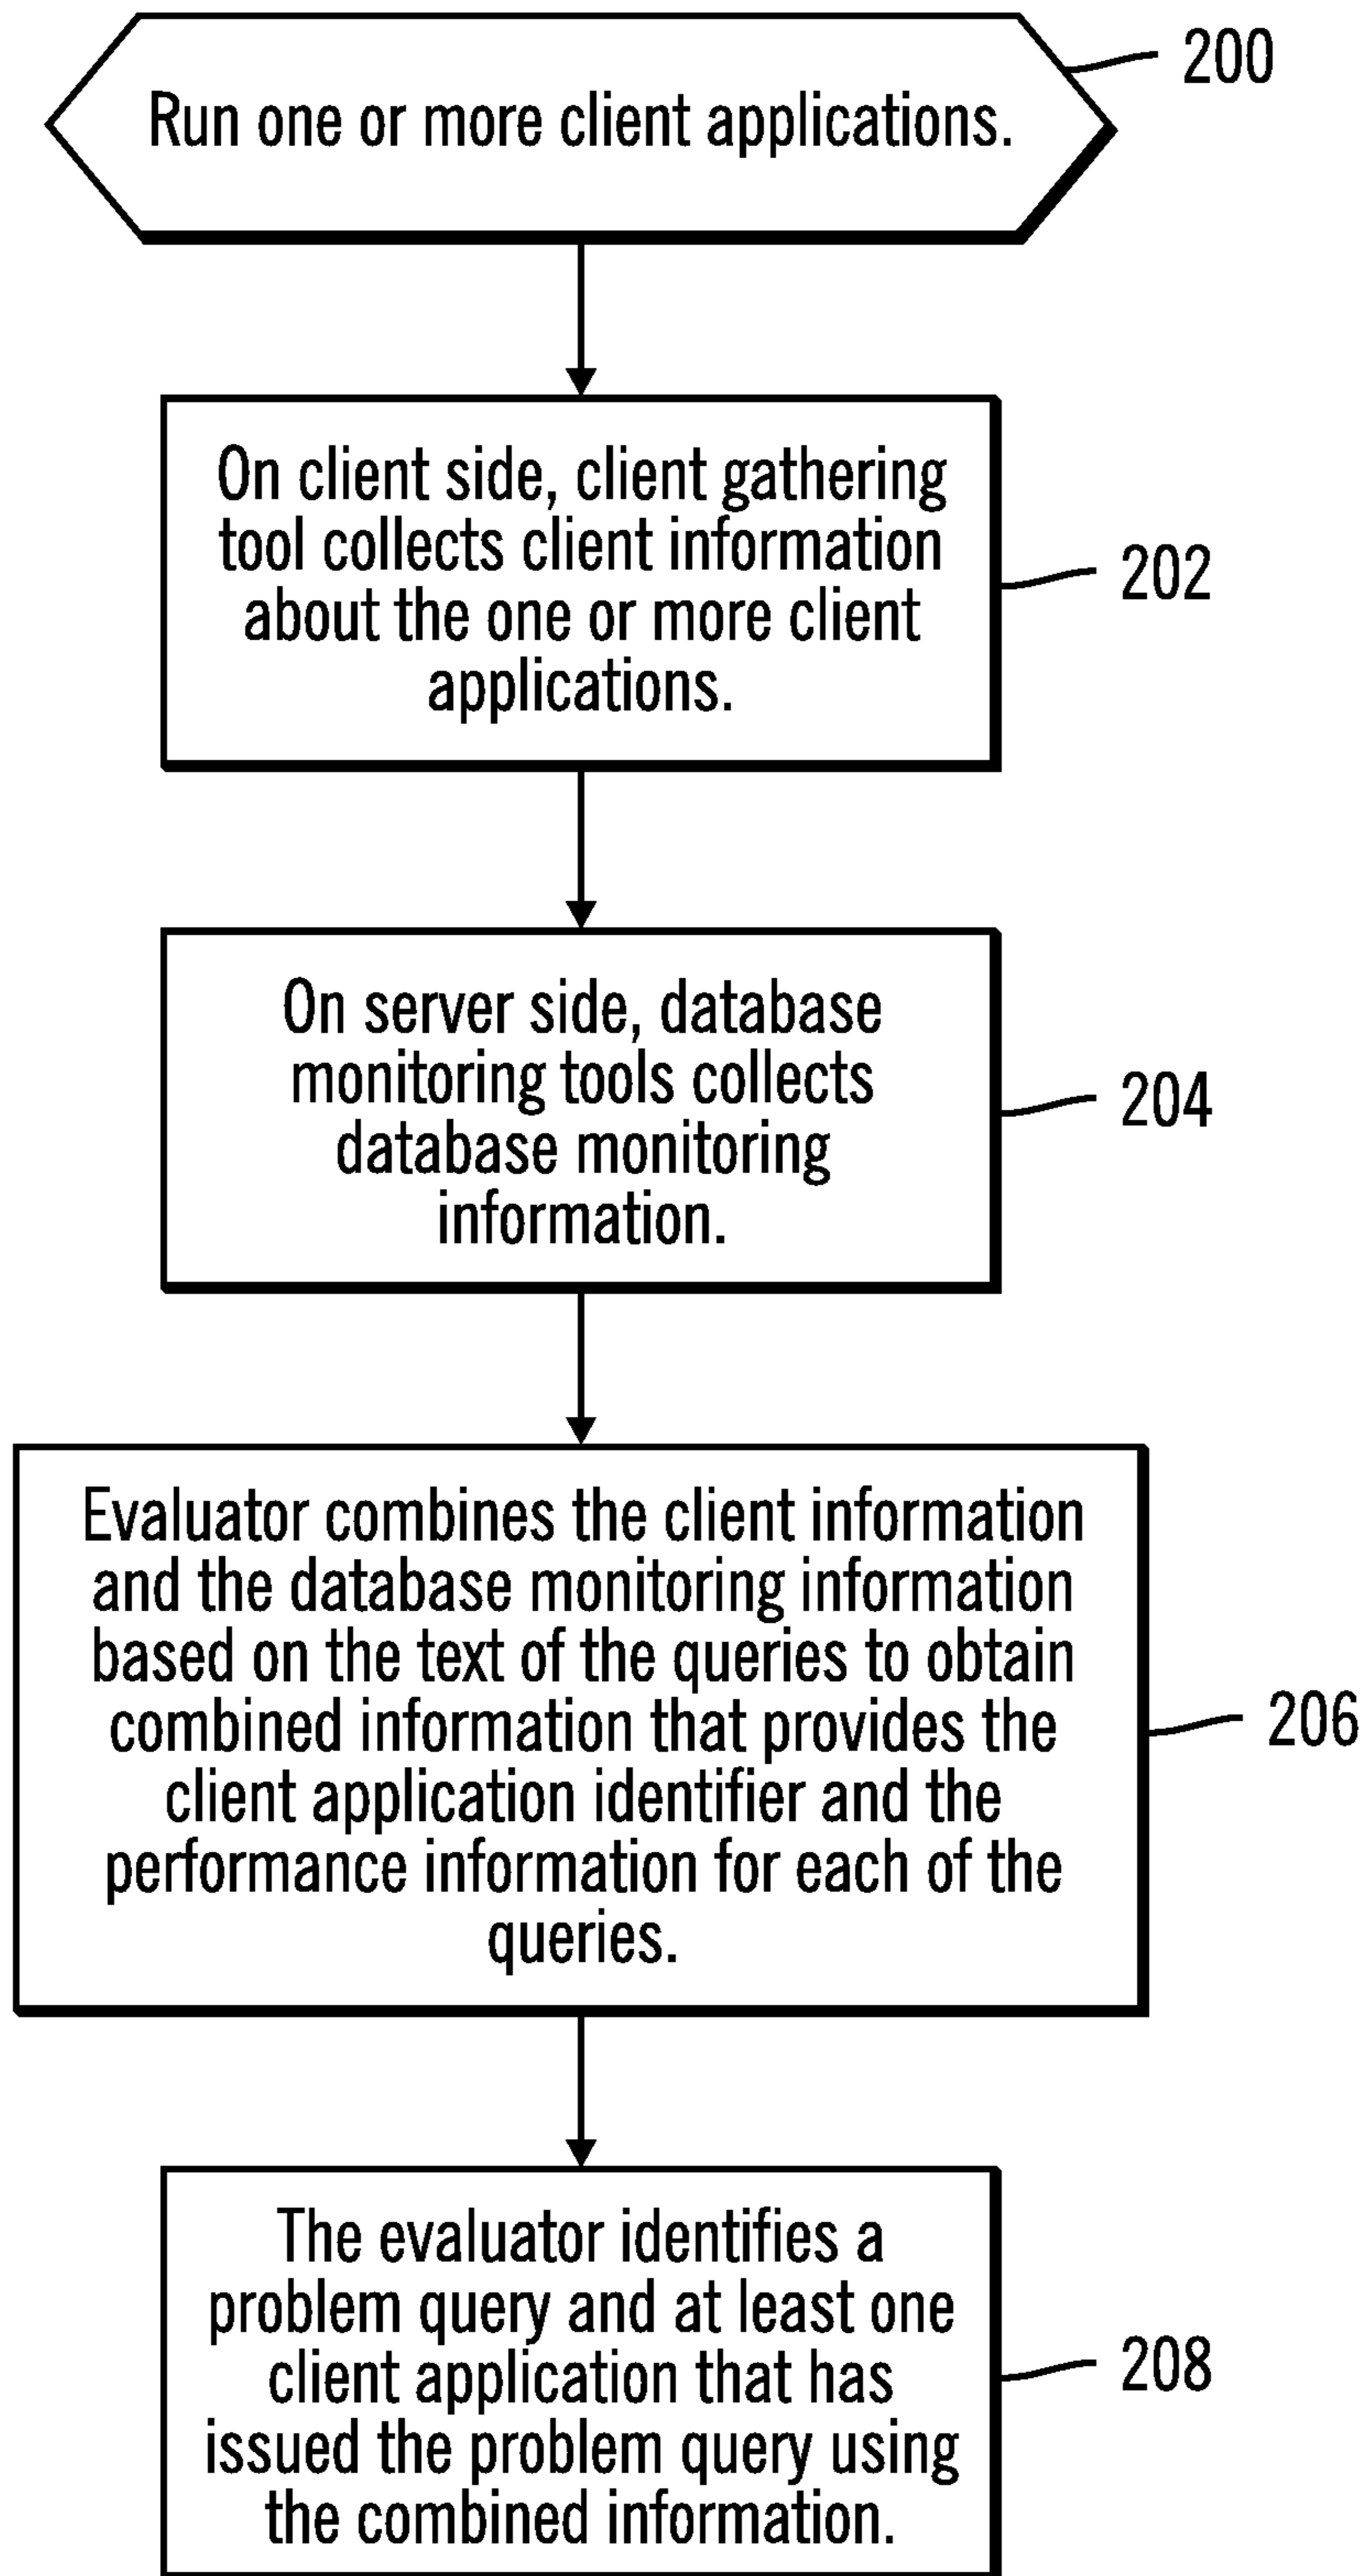 Run one or more client applications.
200
On client side, client gathering
tool collects client information
about the one or more client
applications.
202
On server side, database
monitoring tools collects
database monitoring
information.
204
Evaluator combines the client information
and the database monitoring information
based on the text of the queries to obtain
combined information that provides the
client application identifier and the
performance information for each of the
queries.
206
The evaluator identifies a
problem query and at least one
client application that has
issued the problem query using
the combined information.
208